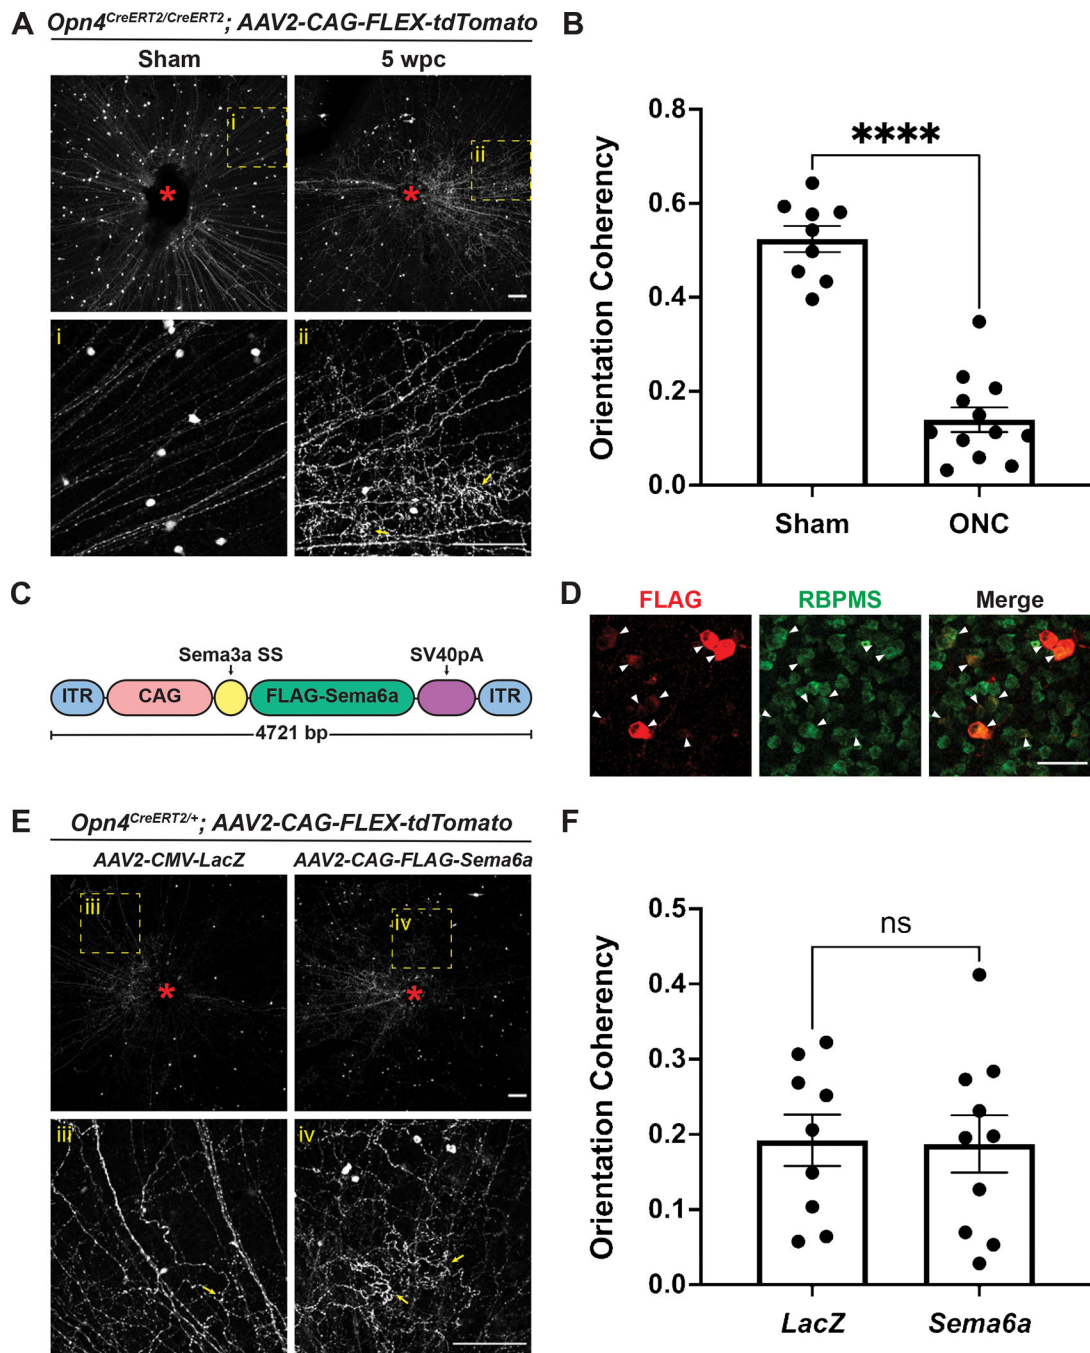 A
Opn4CreERT2/CreERT2; AAV2-CAG-FLEX-tdTomato
Sham
5 wpc
i
ii
*
*
i
ii
B
Orientation Coherency
0.8
0.6
0.4
0.2
0.0
****
Sham
ONC
C
Sema3a SS
SV40pA
ITR
CAG
FLAG-Sema6a
ITR
4721 bp
D
FLAG
RBPMS
Merge
E
Opn4CreERT2/+; AAV2-CAG-FLEX-tdTomato
AAV2-CMV-LacZ
AAV2-CAG-FLAG-Sema6a
iii
iv
*
*
iii
iv
F
Orientation Coherency
0.5
0.4
0.3
0.2
0.1
0.0
ns
LacZ
Sema6a